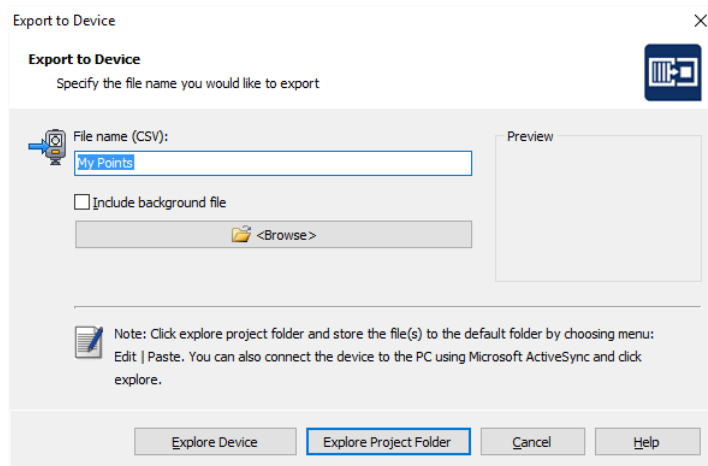 Export to Device
Export to Device
Specify the file name you would like to export
File name (CSV):
Preview
My Points
Include background file
<Browse>
Note: Click explore project folder and store the file(s) to the default folder by choosing menu:
Edit | Paste. You can also connect the device to the PC using Microsoft ActiveSync and click
explore.
Explore Device
Explore Project Folder
Cancel
Help